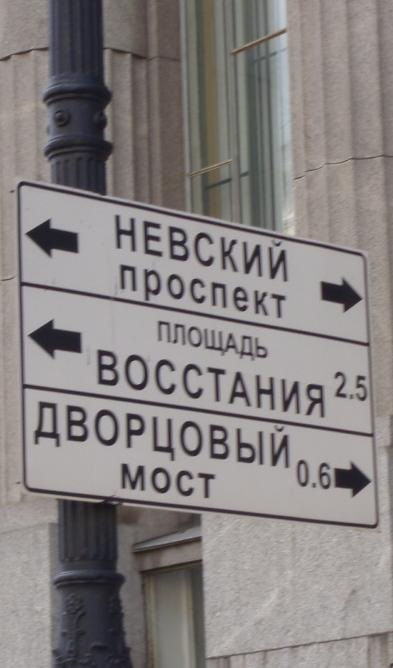 НЕВСКИЙ
проспект
ПЛОЩАДЬ
ВОССТАНИЯ 2.5
ДВОРЦОВЫЙ
мост 0.6